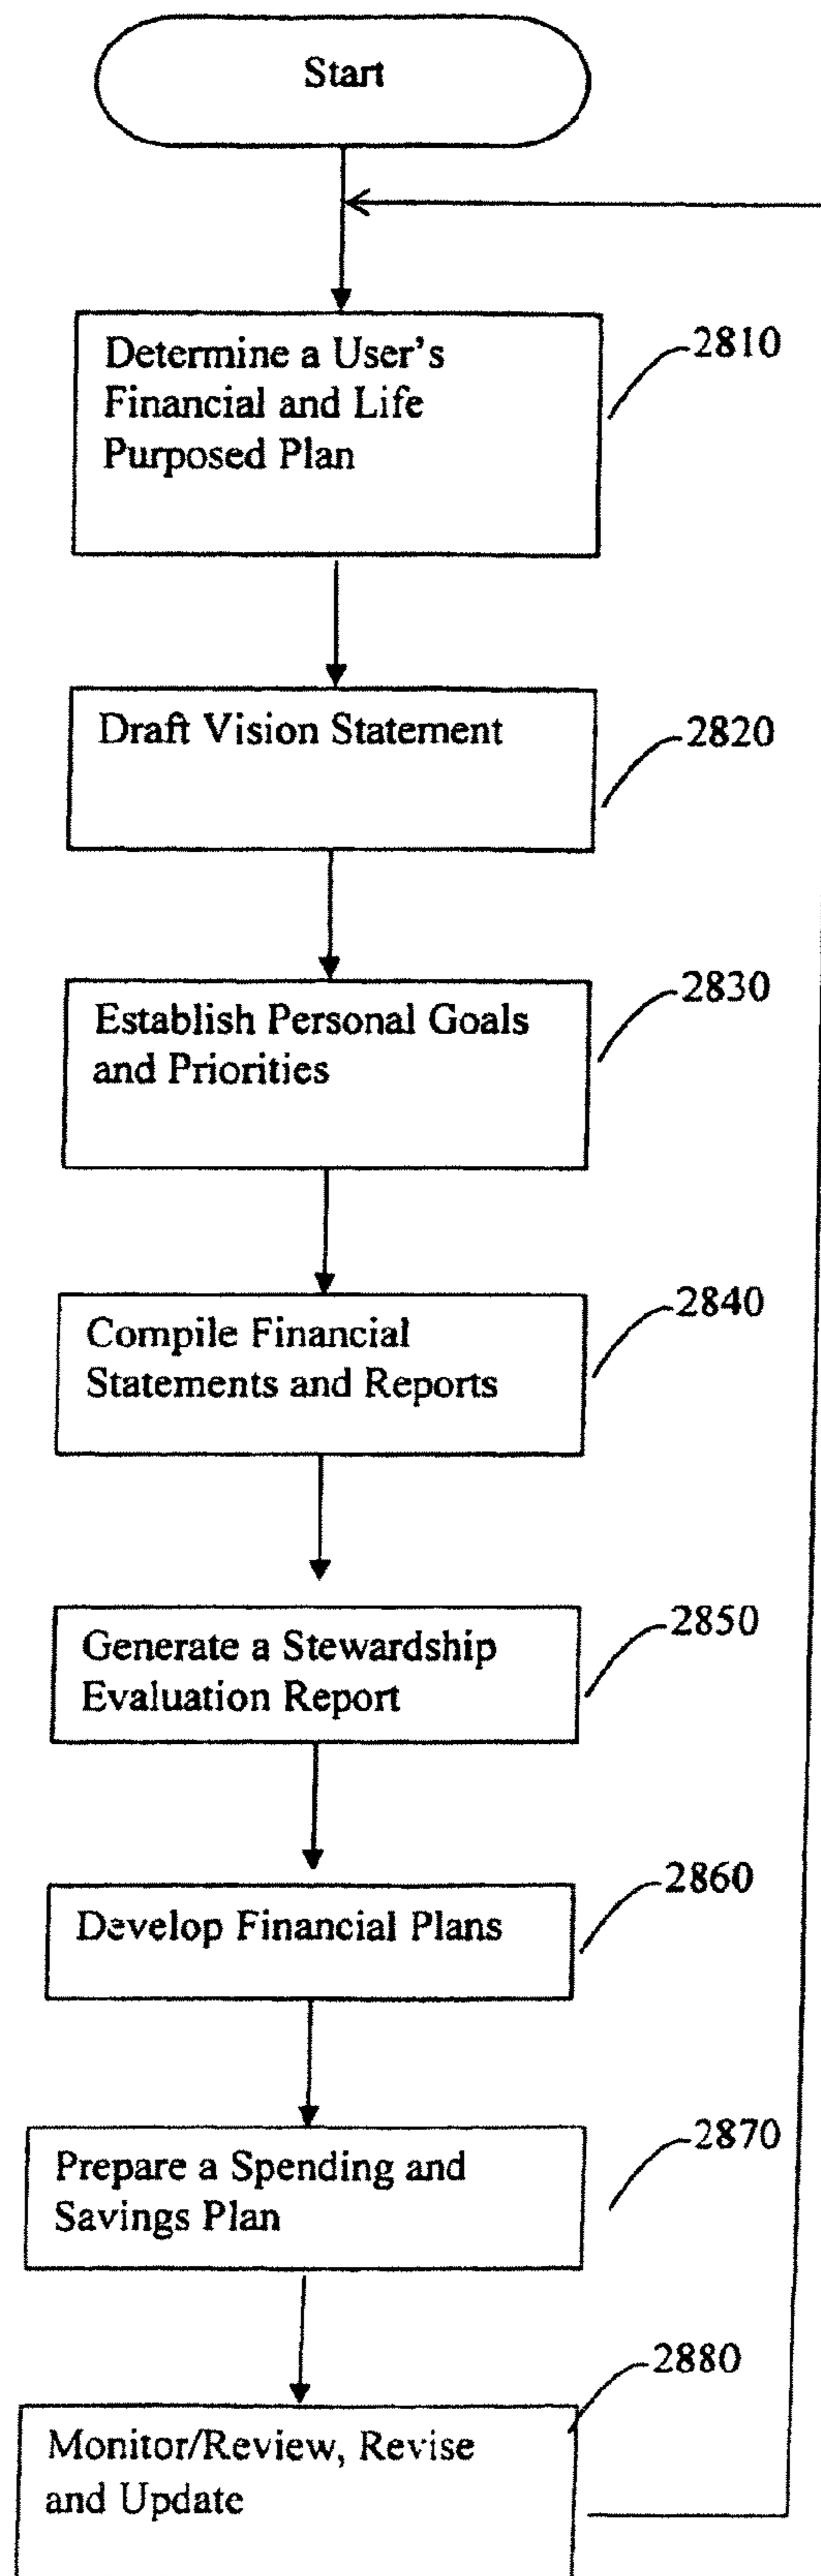 Start
Determine a User's
Financial and Life
Purposed Plan
2810
Draft Vision Statement
2820
Establish Personal Goals
and Priorities
2830
Compile Financial
Statements and Reports
2840
Generate a Stewardship
Evaluation Report
2850
Develop Financial Plans
2860
Prepare a Spending and
Savings Plan
2870
Monitor/Review, Revise
and Update
2880